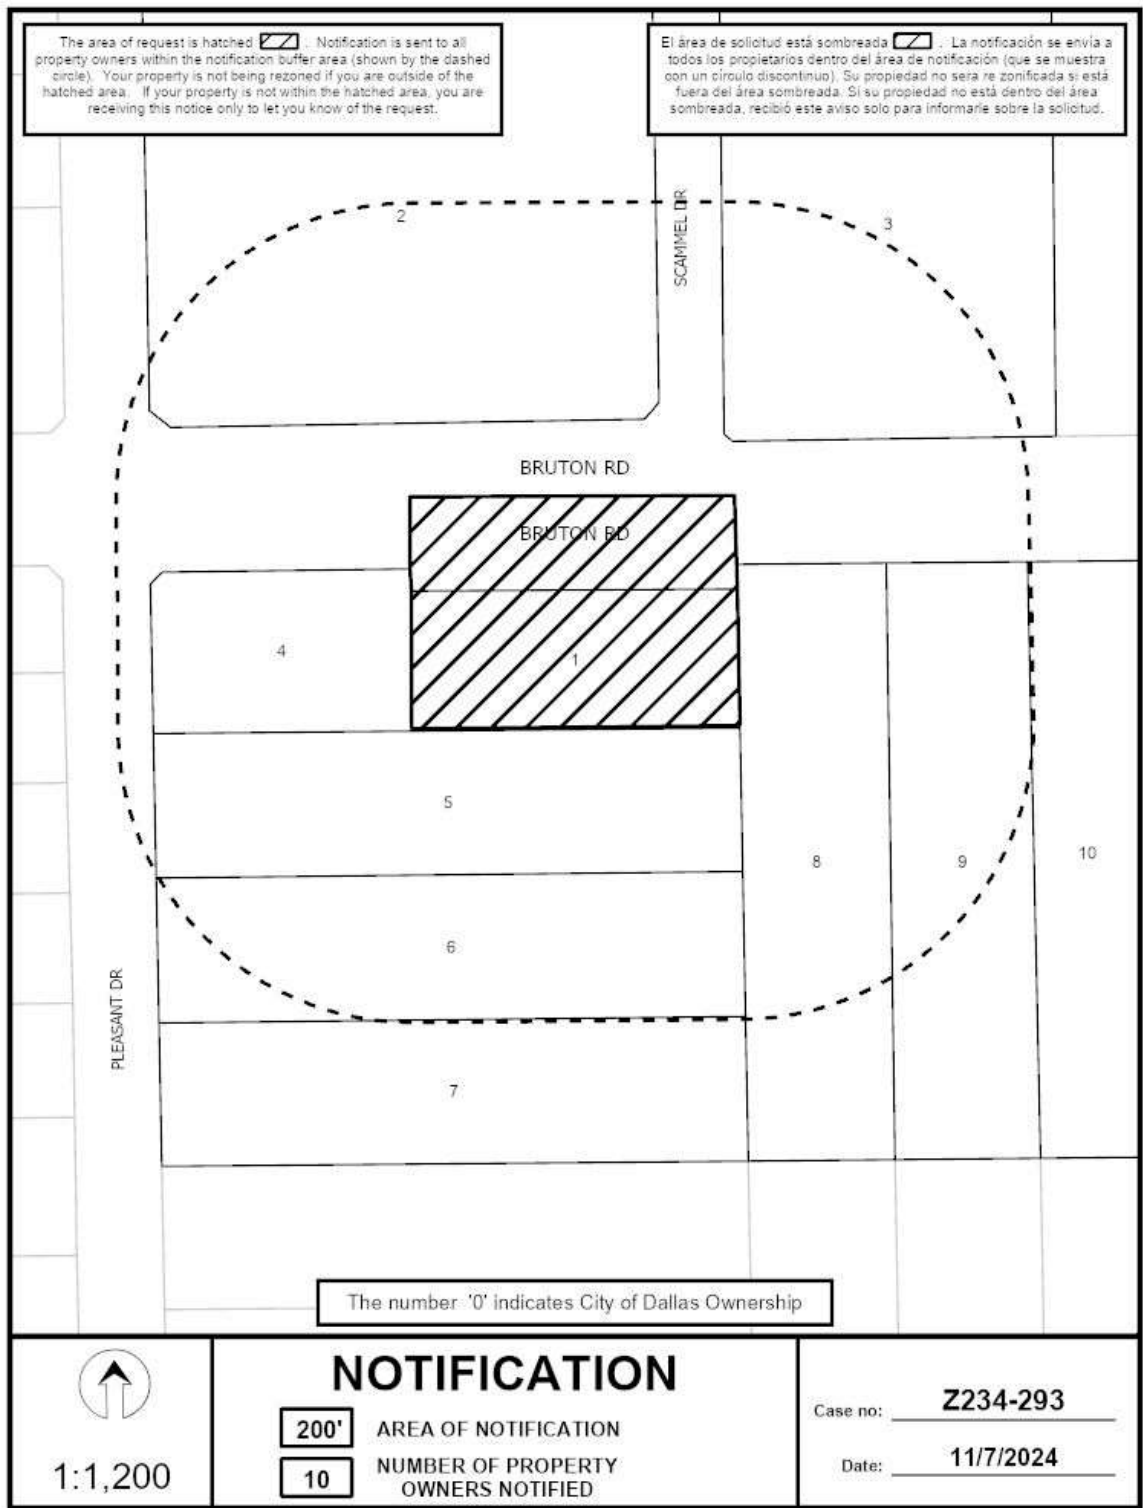 The area of request is hatched . Notification is sent to all
property owners within the notification buffer area (shown by the dashed
circle). Your property is not being rezoned if you are outside of the
hatched area. If your property is not within the hatched area, you are
receiving this notice only to let you know of the request.
El área de solicitud está sombreada . La notificación se envía a
todos los propietarios dentro del área de notificación (que se muestra
con un círculo discontinuo). Su propiedad no sera re zonificada si está
fuera del área sombreada. Si su propiedad no está dentro del área
sombreada, recibió este aviso solo para informarle sobre la solicitud.
2
SCAMMEL DR
3
BRUTON RD
BRUTON RD
4
1
5
8
9
10
6
PLEASANT DR
7
The number '0' indicates City of Dallas Ownership
1:1,200
NOTIFICATION
200' AREA OF NOTIFICATION
10 NUMBER OF PROPERTY
OWNERS NOTIFIED
Case no: Z234-293
Date: 11/7/2024